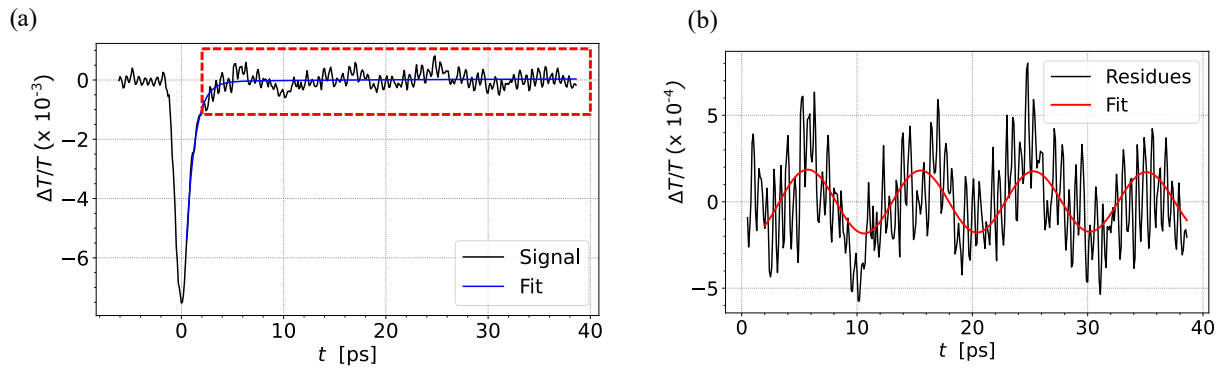 (a)
ΔT/T (x 10⁻³)
0
−2
−4
−6
Signal
Fit
0 10 20 30 40
t [ps]
(b)
ΔT/T (x 10⁻⁴)
5
0
−5
Residues
Fit
0 10 20 30 40
t [ps]